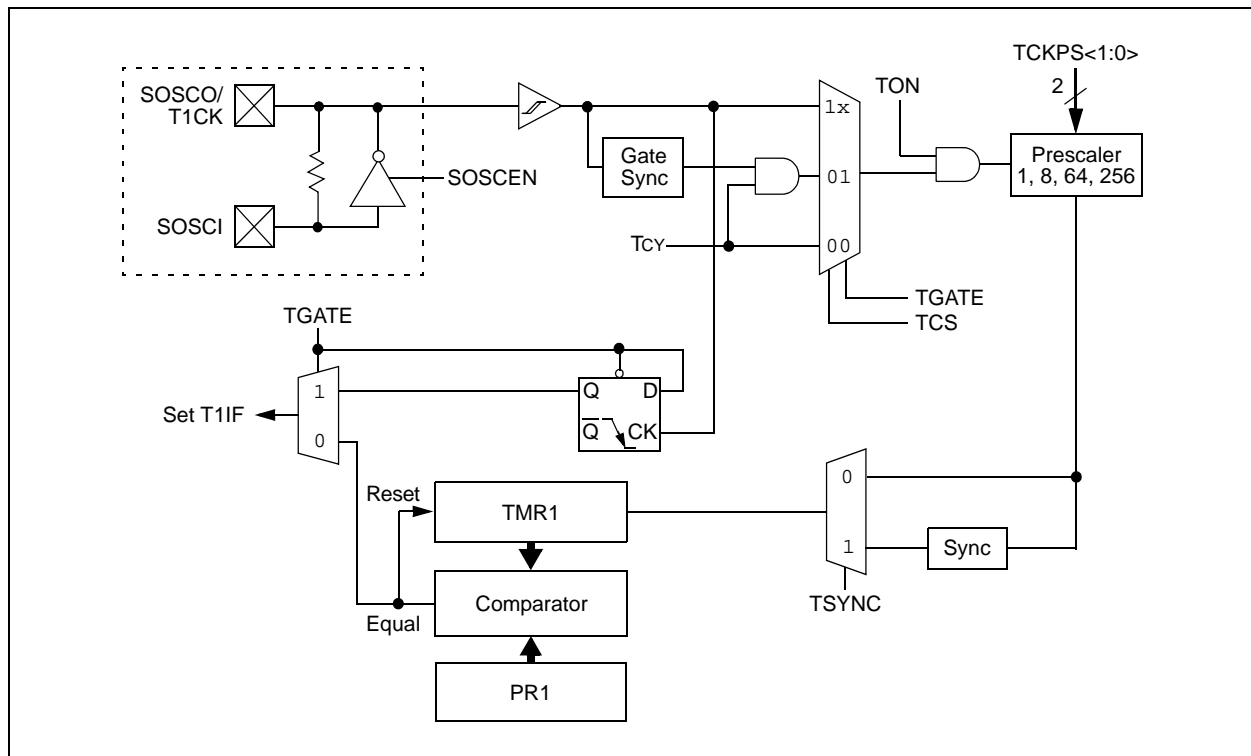 TCKPS<1:0>
2
TON
SOSCO/
T1CK
1x
Gate
Sync
Prescaler
1, 8, 64, 256
SOSCEN
01
SOSCI
TCY
00
TGATE
TCS
TGATE
1
Q
D
Set T1IF
Q
CK
0
Reset
TMR1
0
1
Sync
Comparator
TSYNC
Equal
PR1